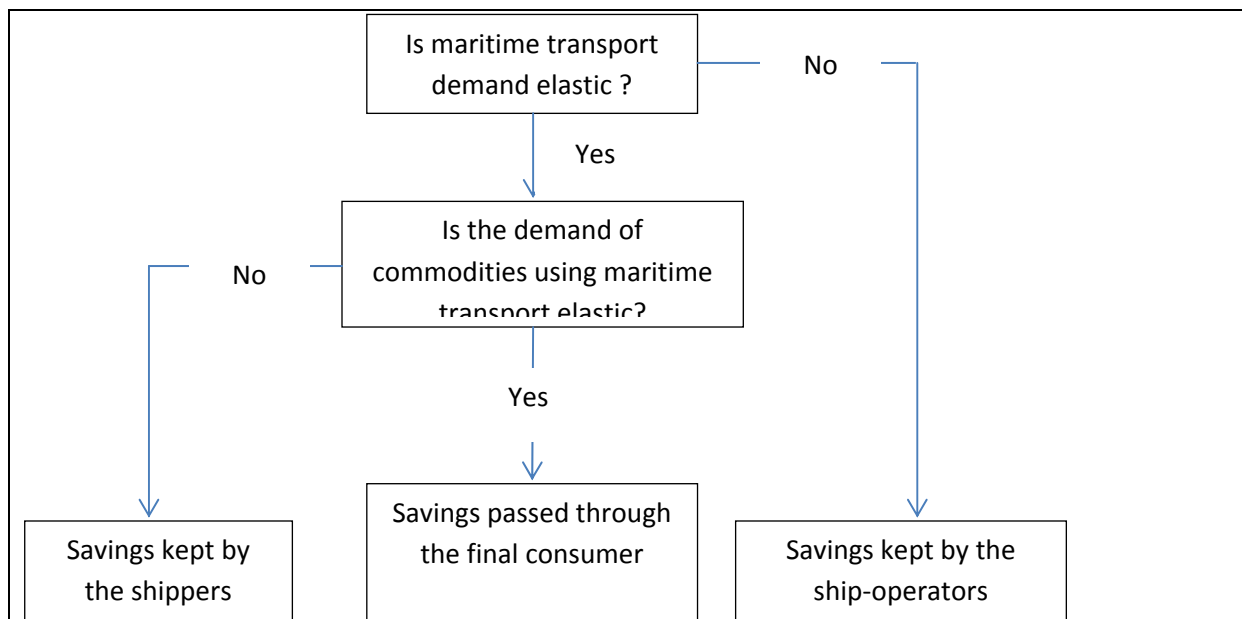 Is maritime transport
demand elastic ?
No
Yes
Is the demand of
commodities using maritime
transport elastic?
No
Yes
Savings kept by
the shippers
Savings passed through
the final consumer
Savings kept by the
ship-operators